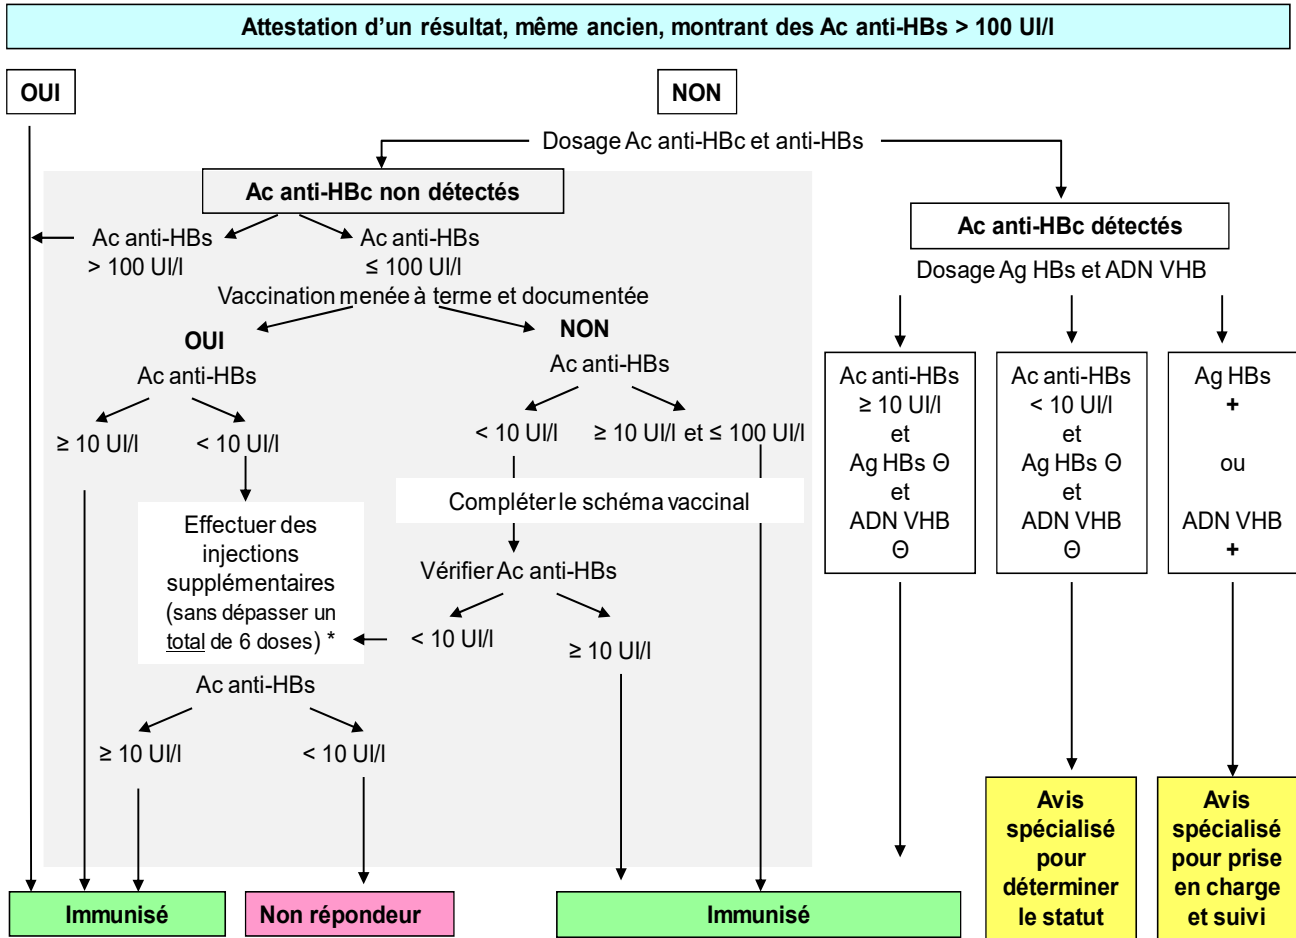 Attestation d'un résultat, même ancien, montrant des Ac anti-HBs > 100 UI/l
OUI
NON
Dosage Ac anti-HBc et anti-HBs
Ac anti-HBc non détectés
Ac anti-HBs
> 100 UI/l
Ac anti-HBs
≤ 100 UI/l
Vaccination menée à terme et documentée
OUI
Ac anti-HBs
≥ 10 UI/l
< 10 UI/l
NON
Ac anti-HBs
< 10 UI/l
≥ 10 UI/l et ≤ 100 UI/l
Effectuer des
injections
supplémentaires
(sans dépasser un
total de 6 doses) *
Compléter le schéma vaccinal
Vérifier Ac anti-HBs
< 10 UI/l
≥ 10 UI/l
Ac anti-HBs
≥ 10 UI/l
< 10 UI/l
Ac anti-HBc détectés
Dosage Ag HBs et ADN VHB
Ac anti-HBs
≥ 10 UI/l
et
Ag HBs Θ
et
ADN VHB
Θ
Ac anti-HBs
< 10 UI/l
et
Ag HBs Θ
et
ADN VHB
Θ
Ag HBs
+
ou
ADN VHB
+
Immunisé
Non répondeur
Immunisé
Avis
spécialisé
pour
déterminer
le statut
Avis
spécialisé
pour prise
en charge
et suivi